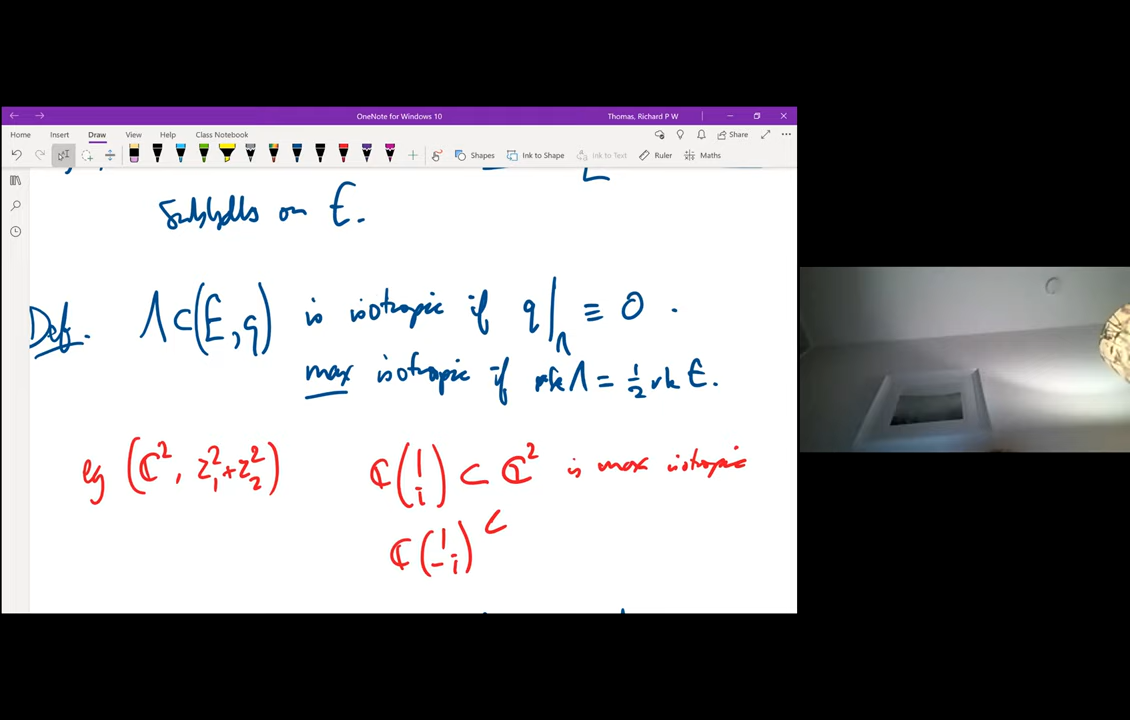 OneNote for Windows 10
Thomas, Richard P W
Home Insert Draw View Help Class Notebook
Share
Shapes Ink to Shape Ink to Text Ruler Maths
on E.
Def. Λ ⊂ (E, q) is isotropic if q|_Λ ≡ 0 .
max isotropic if rk Λ = ½ rk E.
eg (ℂ², z₁²+z₂²) ℂ(1 i) ⊂ ℂ² is max isotropic
ℂ(1 -i) ⊂